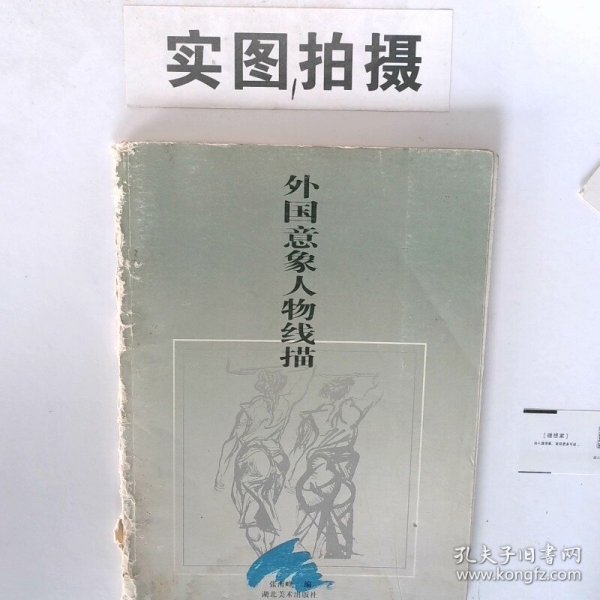 实图拍摄
外国意象人物线描
编
湖北美术出版社
孔夫子旧书网
www.kongfz.com